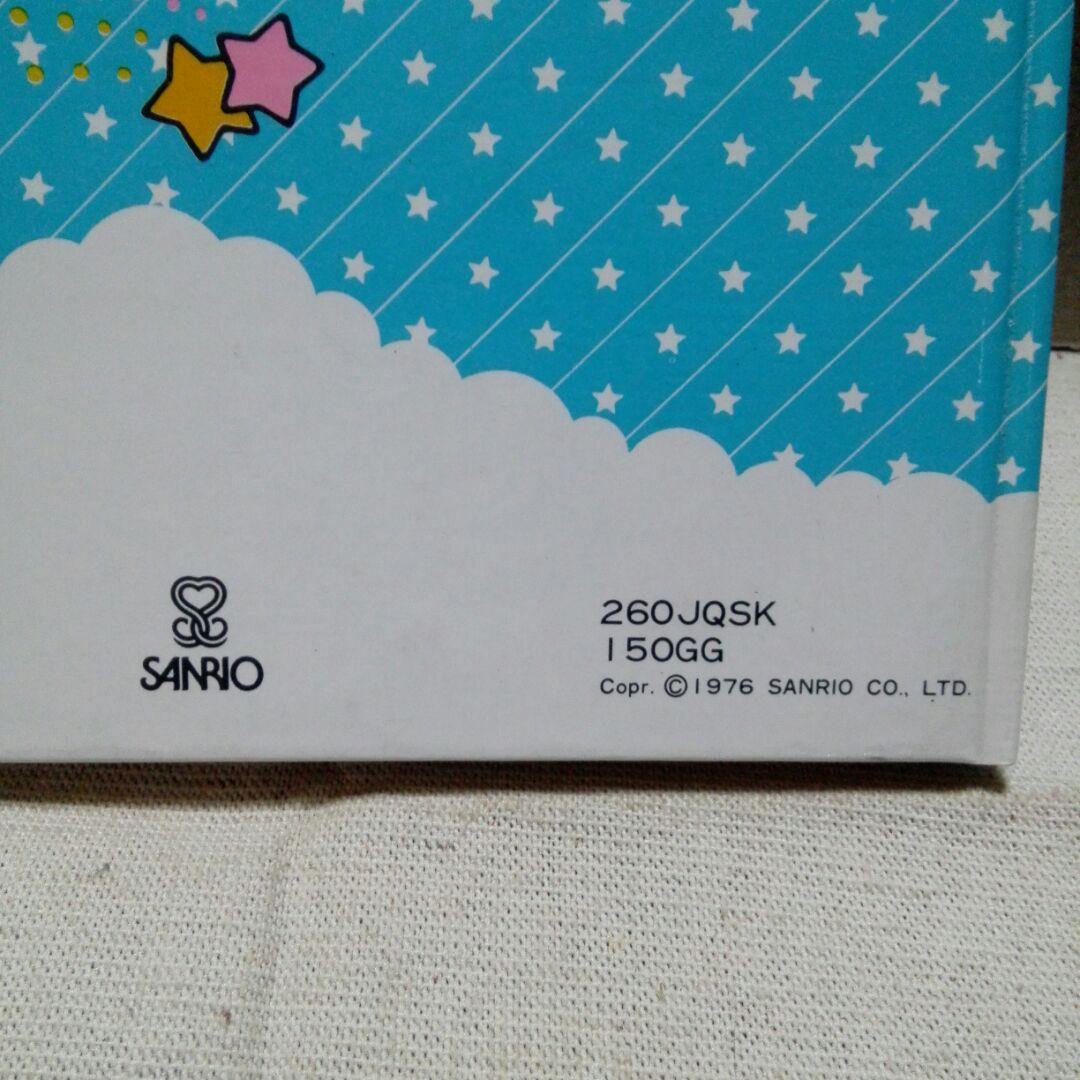 SANRIO
260JQSK
150GG
Copr. ©1976 SANRIO CO., LTD.